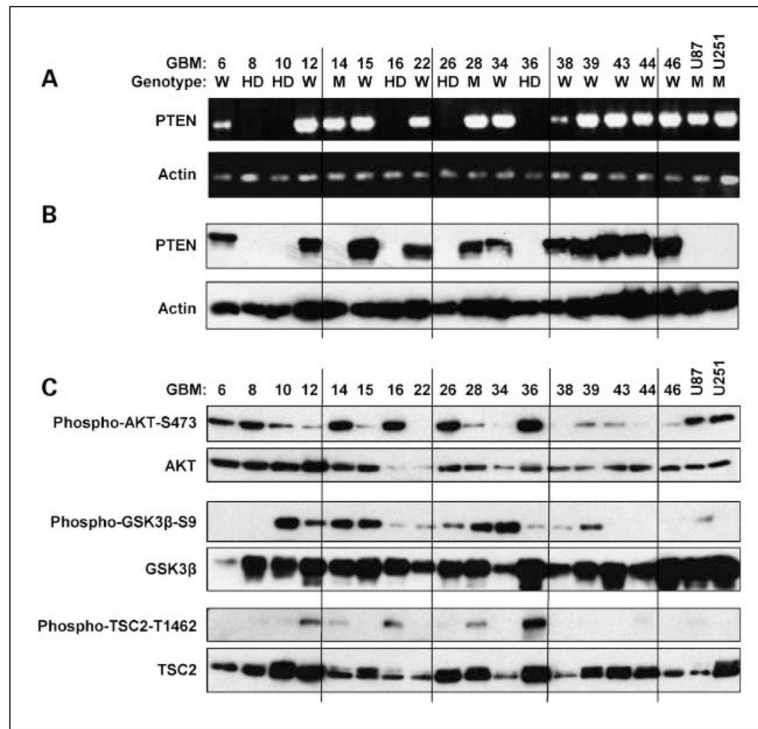 GBM: 6 8 10 12 14 15 16 22 26 28 34 36 38 39 43 44 46 U87 U251
A Genotype: W HD HD W M W HD W HD M W HD W W W W W M M
PTEN
Actin
B
PTEN
Actin
C GBM: 6 8 10 12 14 15 16 22 26 28 34 36 38 39 43 44 46 U87 U251
Phospho-AKT-S473
AKT
Phospho-GSK3β-S9
GSK3β
Phospho-TSC2-T1462
TSC2